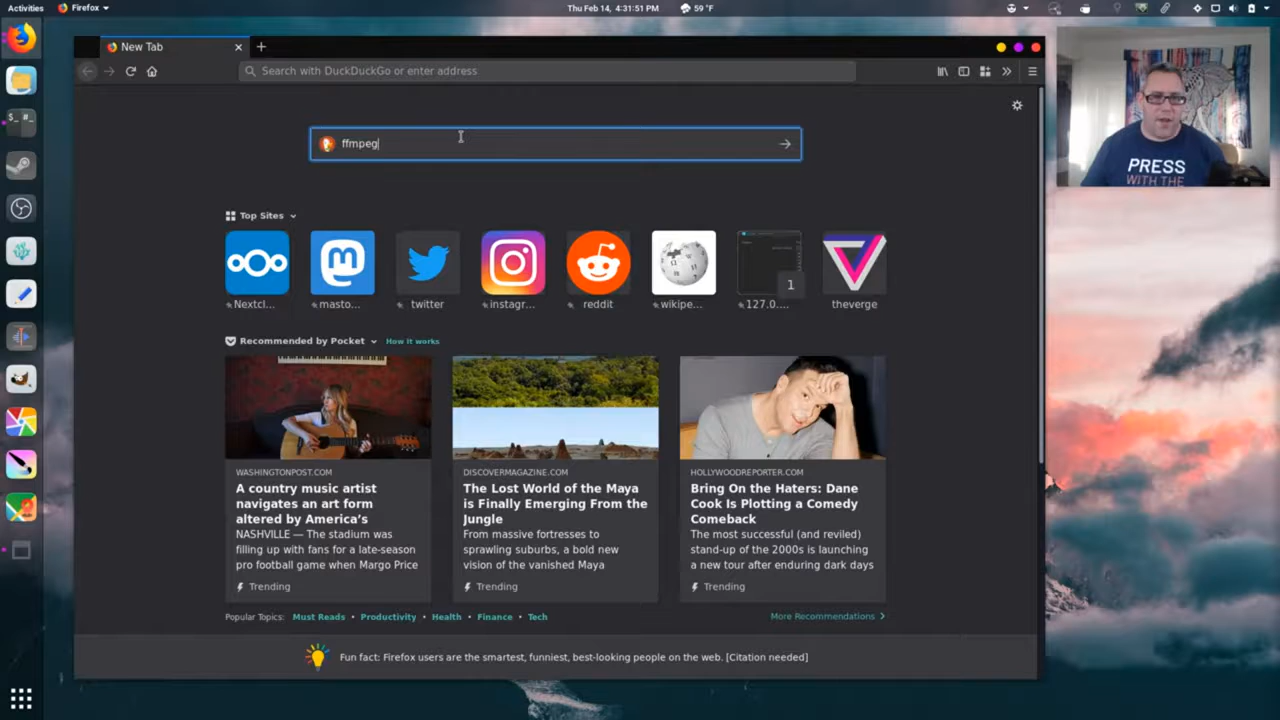 Activities
Firefox
Thu Feb 14, 4:31:51 PM
59 °F
New Tab
Search with DuckDuckGo or enter address
ffmpeg
Top Sites
Nextcl...
masto...
twitter
instagr...
reddit
wikipe...
127.0....
theverge
1
Recommended by Pocket
How it works
WASHINGTONPOST.COM
A country music artist
navigates an art form
altered by America's
NASHVILLE — The stadium was
filling up with fans for a late-season
pro football game when Margo Price
Trending
DISCOVERMAGAZINE.COM
The Lost World of the Maya
is Finally Emerging From the
Jungle
From massive fortresses to
sprawling suburbs, a bold new
vision of the vanished Maya
Trending
HOLLYWOODREPORTER.COM
Bring On the Haters: Dane
Cook Is Plotting a Comedy
Comeback
The most successful (and reviled)
stand-up of the 2000s is launching
a new tour after enduring dark days
Trending
Popular Topics: Must Reads • Productivity • Health • Finance • Tech
More Recommendations
Fun fact: Firefox users are the smartest, funniest, best-looking people on the web. [Citation needed]
PRESS
WITH THE
$_ #_